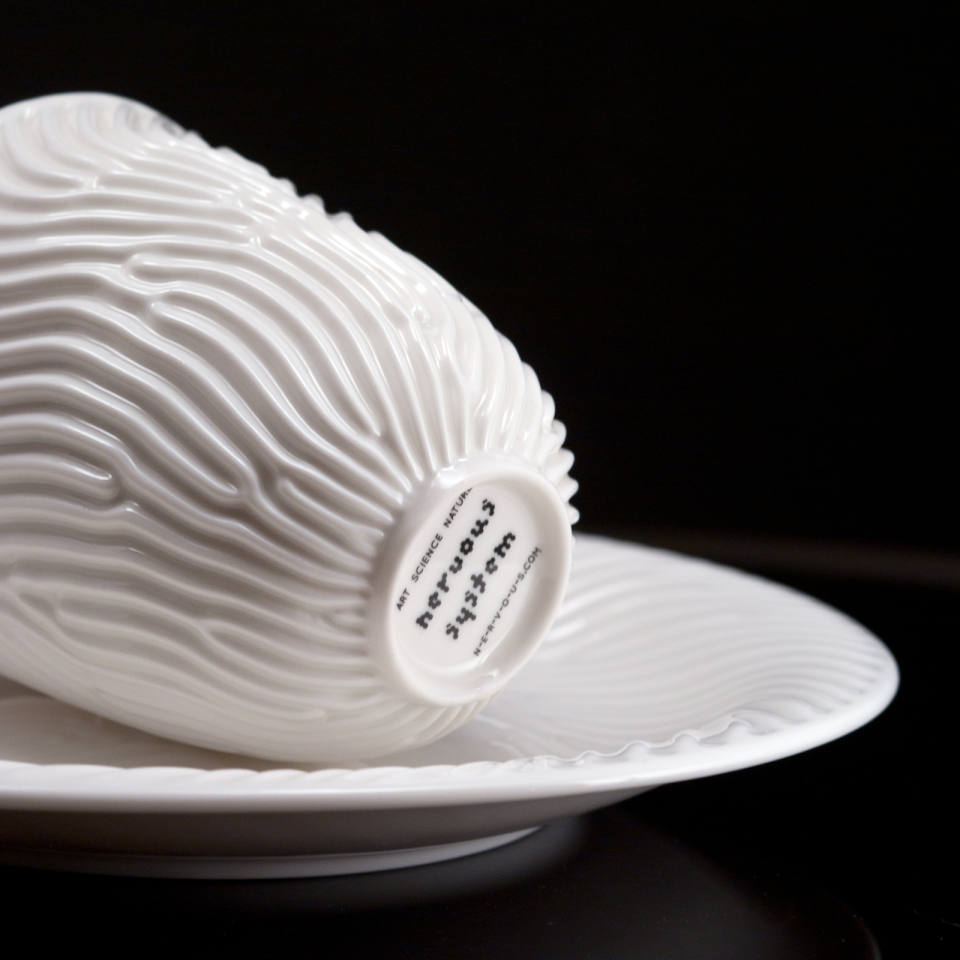 ART SCIENCE NATURE
nervous
system
N-E-R-V-O-U-S.COM